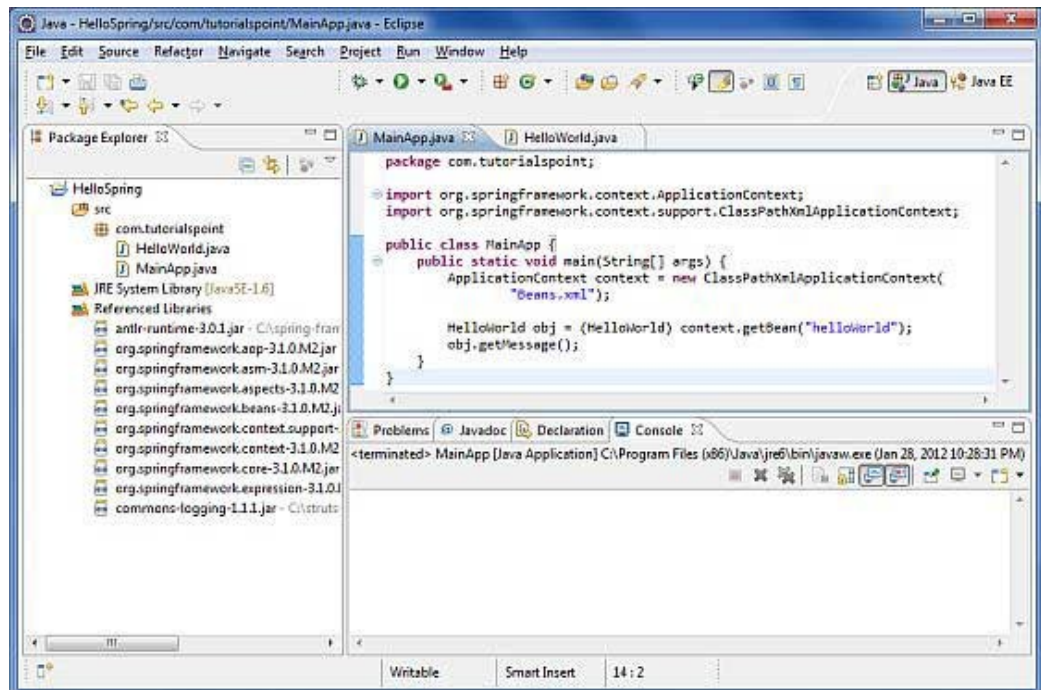 Java - HelloSpring/src/com/tutorialspoint/MainApp.java - Eclipse
File Edit Source Refactor Navigate Search Project Run Window Help
Java Java EE
Package Explorer
HelloSpring
src
com.tutorialspoint
HelloWorld.java
MainApp.java
JRE System Library [JavaSE-1.6]
Referenced Libraries
antlr-runtime-3.0.1.jar - C:\spring-fran
org.springframework.aop-3.1.0.M2.jar
org.springframework.asm-3.1.0.M2.jar
org.springframework.aspects-3.1.0.M2
org.springframework.beans-3.1.0.M2.ji
org.springframework.context.support-
org.springframework.context-3.1.0.M2
org.springframework.core-3.1.0.M2.jar
org.springframework.expression-3.1.0.I
commons-logging-1.1.1.jar - C:\struts
MainApp.java HelloWorld.java
package com.tutorialspoint;
import org.springframework.context.ApplicationContext;
import org.springframework.context.support.ClassPathXmlApplicationContext;
public class MainApp {
public static void main(String[] args) {
ApplicationContext context = new ClassPathXmlApplicationContext(
"Beans.xml");
HelloWorld obj = (HelloWorld) context.getBean("helloWorld");
obj.getMessage();
}
}
Problems Javadoc Declaration Console
<terminated> MainApp [Java Application] C:\Program Files (x86)\Java\jre6\bin\javaw.exe (Jan 28, 2012 10:28:31 PM)
Writable Smart Insert 14 : 2